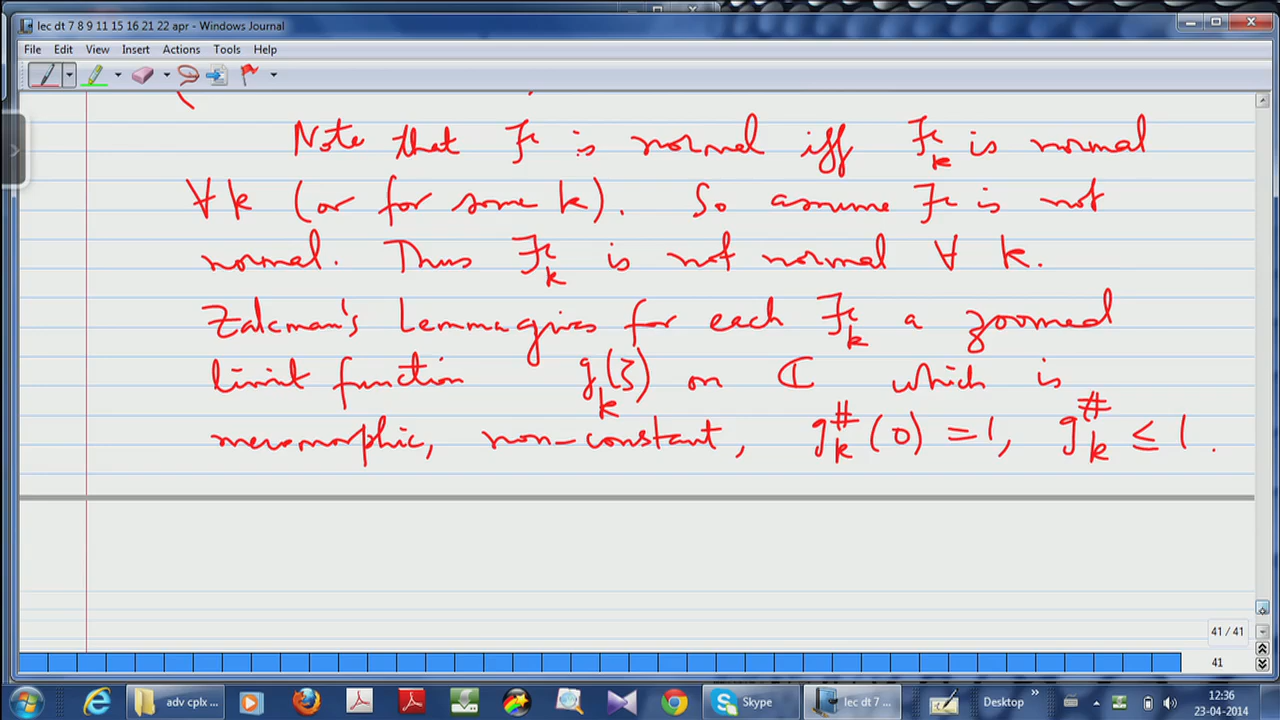 lec dt 7 8 9 11 15 16 21 22 apr - Windows Journal
File Edit View Insert Actions Tools Help
Note that ℱ is normal iff ℱ_k is normal
∀ k (or for some k). So assume ℱ is not
normal. Thus ℱ_k is not normal ∀ k.
Zalcman's Lemma gives for each ℱ_k a zoomed
limit function g_k(ζ) on ℂ which is
meromorphic, non-constant, g_k^#(0) = 1, g_k^# ≤ 1.
41 / 41
41
adv cplx ... Skype lec dt 7 ... Desktop » 12:36
23-04-2014